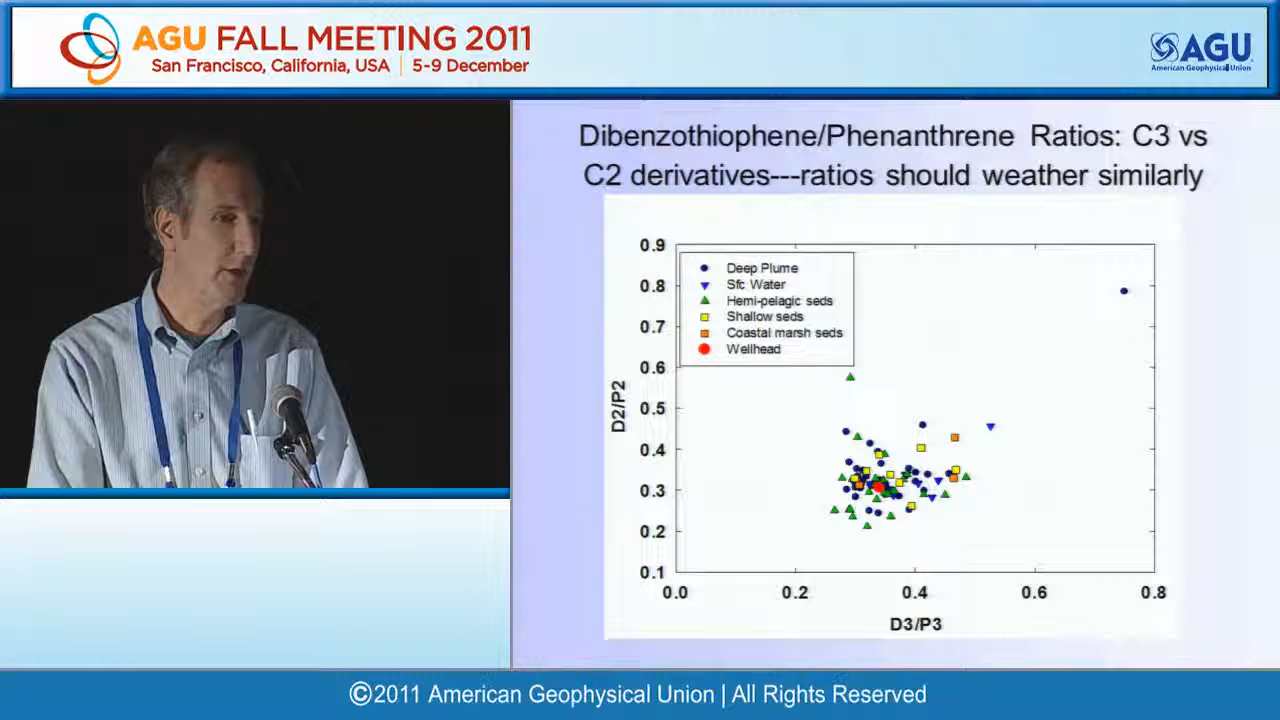 AGU FALL MEETING 2011
San Francisco, California, USA | 5-9 December
AGU
American Geophysical Union
Dibenzothiophene/Phenanthrene Ratios: C3 vs
C2 derivatives---ratios should weather similarly
0.9
0.8
0.7
0.6
0.5
0.4
0.3
0.2
0.1
D2/P2
Deep Plume
Sfc Water
Hemi-pelagic seds
Shallow seds
Coastal marsh seds
Wellhead
0.0 0.2 0.4 0.6 0.8
D3/P3
©2011 American Geophysical Union | All Rights Reserved